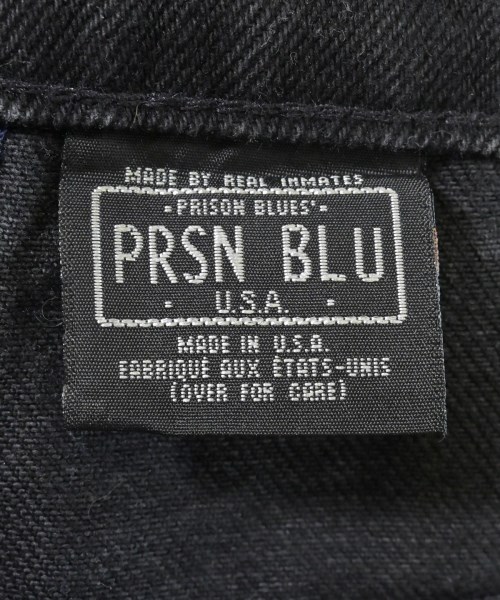 MADE BY REAL INMATES
- PRISON BLUES' -
PRSN BLU
· U.S.A. ·
MADE IN U.S.A.
FABRIQUE AUX ÉTATS-UNIS
(OVER FOR CARE)